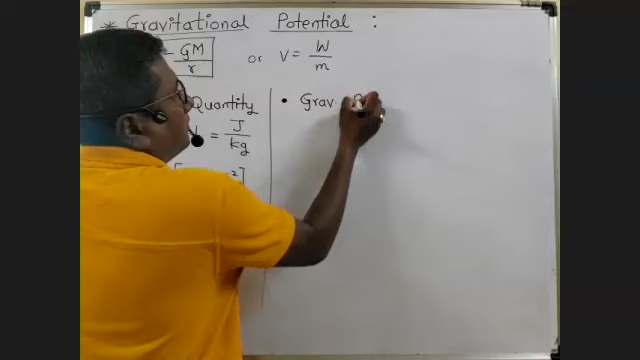 * Gravitational Potential :
- GM / r or V = W / m
Quantity
= J / kg
• Grav